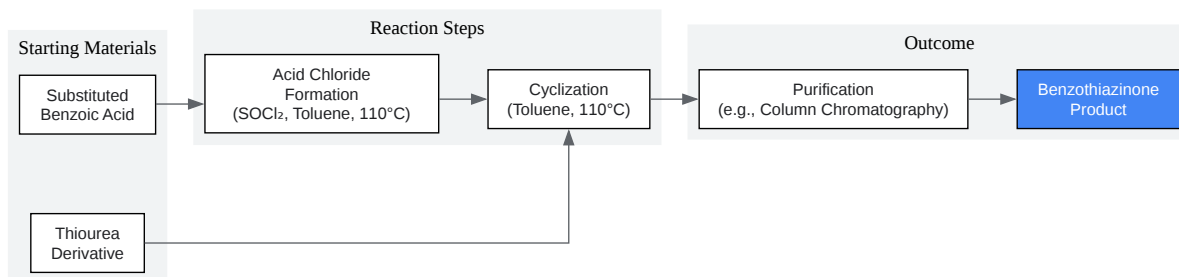 Starting Materials
Substituted
Benzoic Acid
Thiourea
Derivative
Reaction Steps
Acid Chloride
Formation
(SOCl₂, Toluene, 110°C)
Cyclization
(Toluene, 110°C)
Outcome
Purification
(e.g., Column Chromatography)
Benzothiazinone
Product